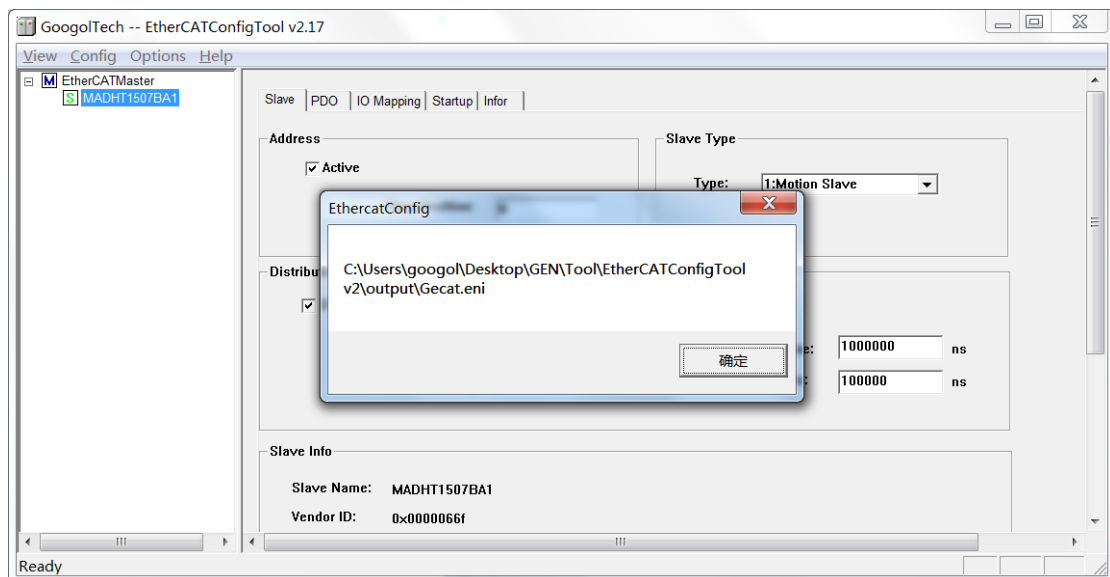 GoogolTech -- EtherCATConfigTool v2.17
View Config Options Help
EtherCATMaster
MADHT1507BA1
Slave PDO IO Mapping Startup Infor
Address
Slave Type
Active
Type: 1:Motion Slave
EthercatConfig
C:\Users\googol\Desktop\GEN\Tool\EtherCATConfigTool
v2\output\Gecat.eni
Distribu
1000000 ns
确定
100000 ns
Slave Info
Slave Name: MADHT1507BA1
Vendor ID: 0x0000066f
Ready